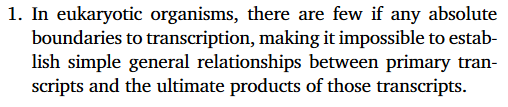 1. In eukaryotic organisms, there are few if any absolute
boundaries to transcription, making it impossible to estab-
lish simple general relationships between primary tran-
scripts and the ultimate products of those transcripts.